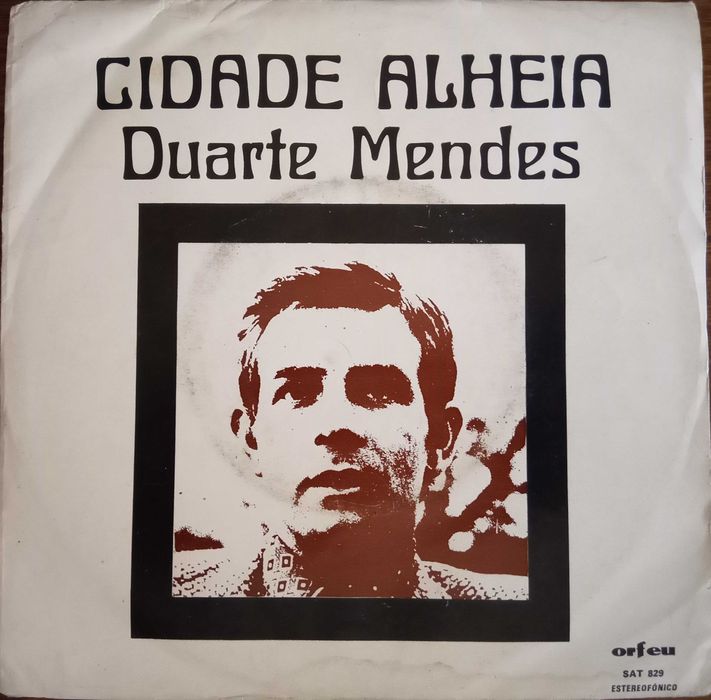 CIDADE ALHEIA
Duarte Mendes
orfeu
SAT 829
ESTEREOFÓNICO